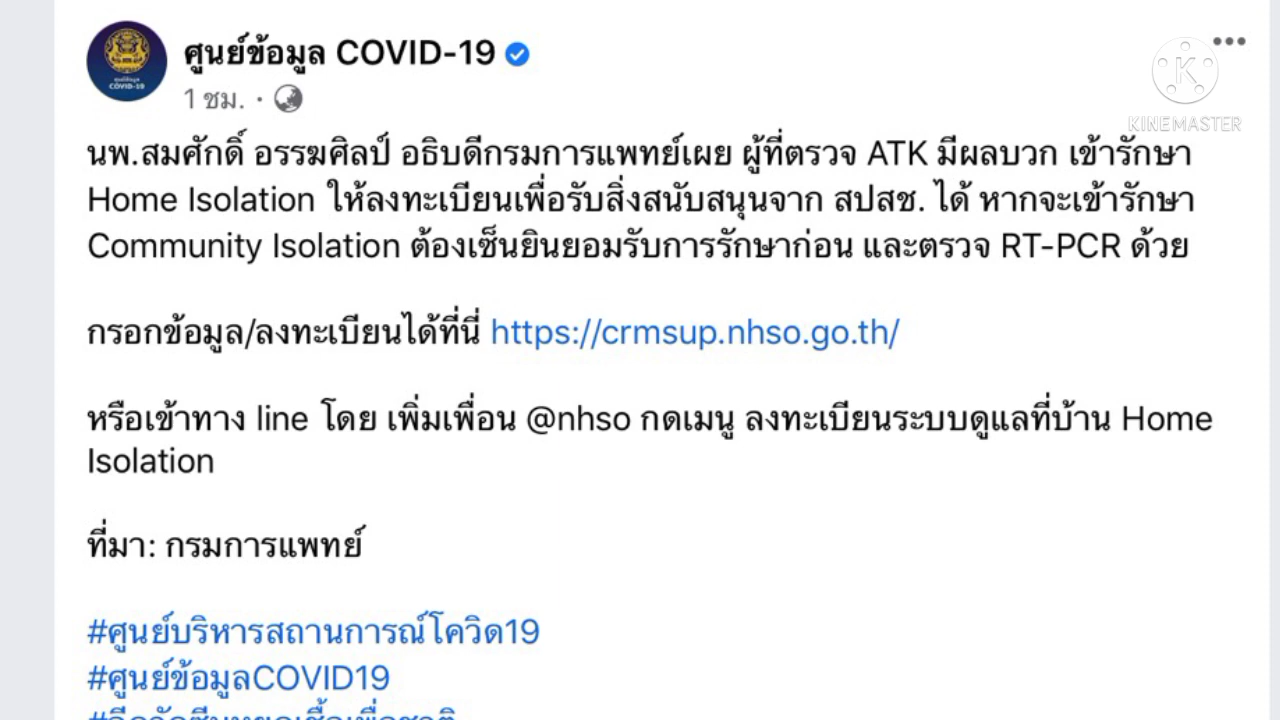 ศูนย์ข้อมูล COVID-19
1 ชม. ·
KINEMASTER
นพ.สมศักดิ์ อรรฆศิลป์ อธิบดีกรมการแพทย์เผย ผู้ที่ตรวจ ATK มีผลบวก เข้ารักษา
Home Isolation ให้ลงทะเบียนเพื่อรับสิ่งสนับสนุนจาก สปสช. ได้ หากจะเข้ารักษา
Community Isolation ต้องเซ็นยินยอมรับการรักษาก่อน และตรวจ RT-PCR ด้วย
กรอกข้อมูล/ลงทะเบียนได้ที่นี่ https://crmsup.nhso.go.th/
หรือเข้าทาง line โดย เพิ่มเพื่อน @nhso กดเมนู ลงทะเบียนระบบดูแลที่บ้าน Home
Isolation
ที่มา: กรมการแพทย์
#ศูนย์บริหารสถานการณ์โควิด19
#ศูนย์ข้อมูลCOVID19